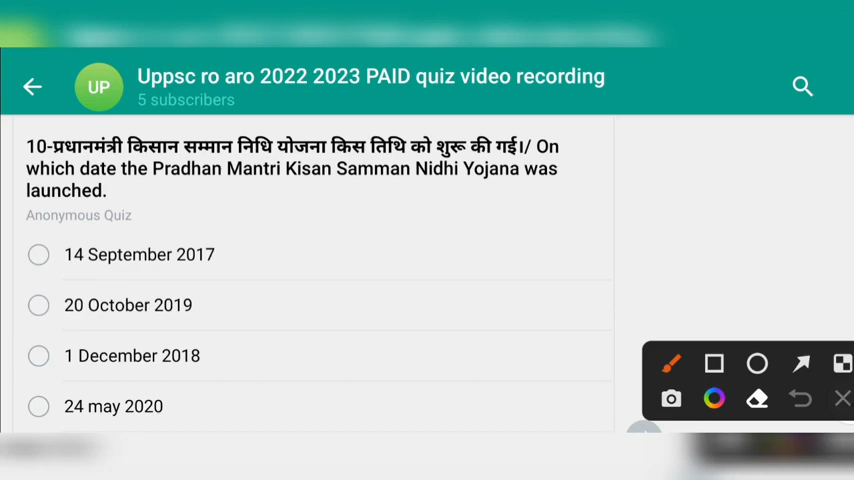 UP
Uppsc ro aro 2022 2023 PAID quiz video recording
5 subscribers
10-प्रधानमंत्री किसान सम्मान निधि योजना किस तिथि को शुरू की गई।/ On
which date the Pradhan Mantri Kisan Samman Nidhi Yojana was
launched.
Anonymous Quiz
14 September 2017
20 October 2019
1 December 2018
24 may 2020